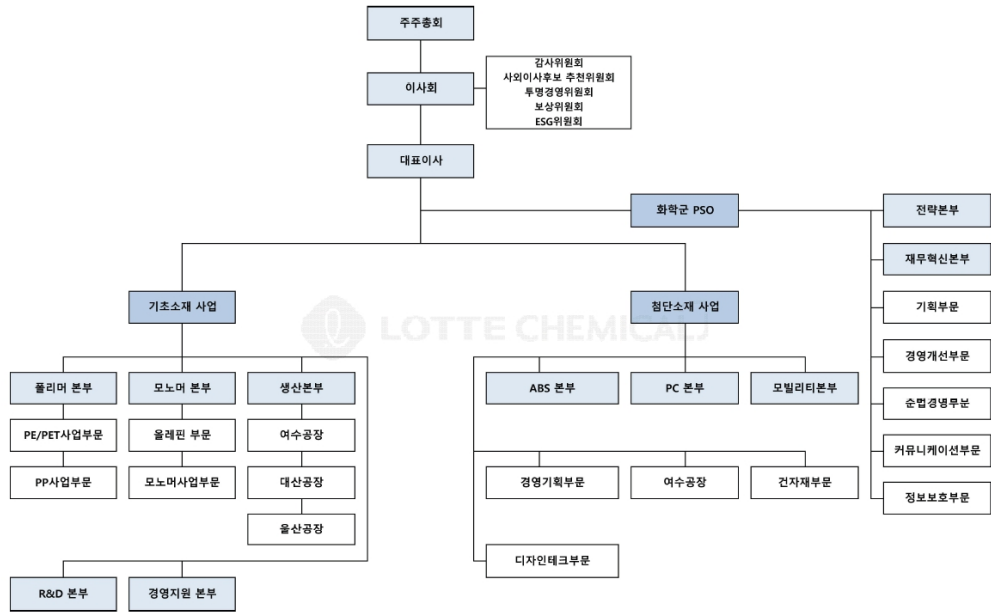 주주총회
이사회
감사위원회
사외이사후보 추천위원회
투명경영위원회
보상위원회
ESG위원회
대표이사
화학군 PSO
전략본부
재무혁신본부
기획부문
경영개선부문
준법경영부문
커뮤니케이션부문
정보보호부문
기초소재 사업
첨단소재 사업
LOTTE CHEMICAL
폴리머 본부
모노머 본부
생산본부
ABS 본부
PC 본부
모빌리티본부
PE/PET사업부문
올레핀 부문
여수공장
PP사업부문
모노머사업부문
대산공장
경영기획부문
여수공장
건자재부문
울산공장
디자인테크부문
R&D 본부
경영지원 본부